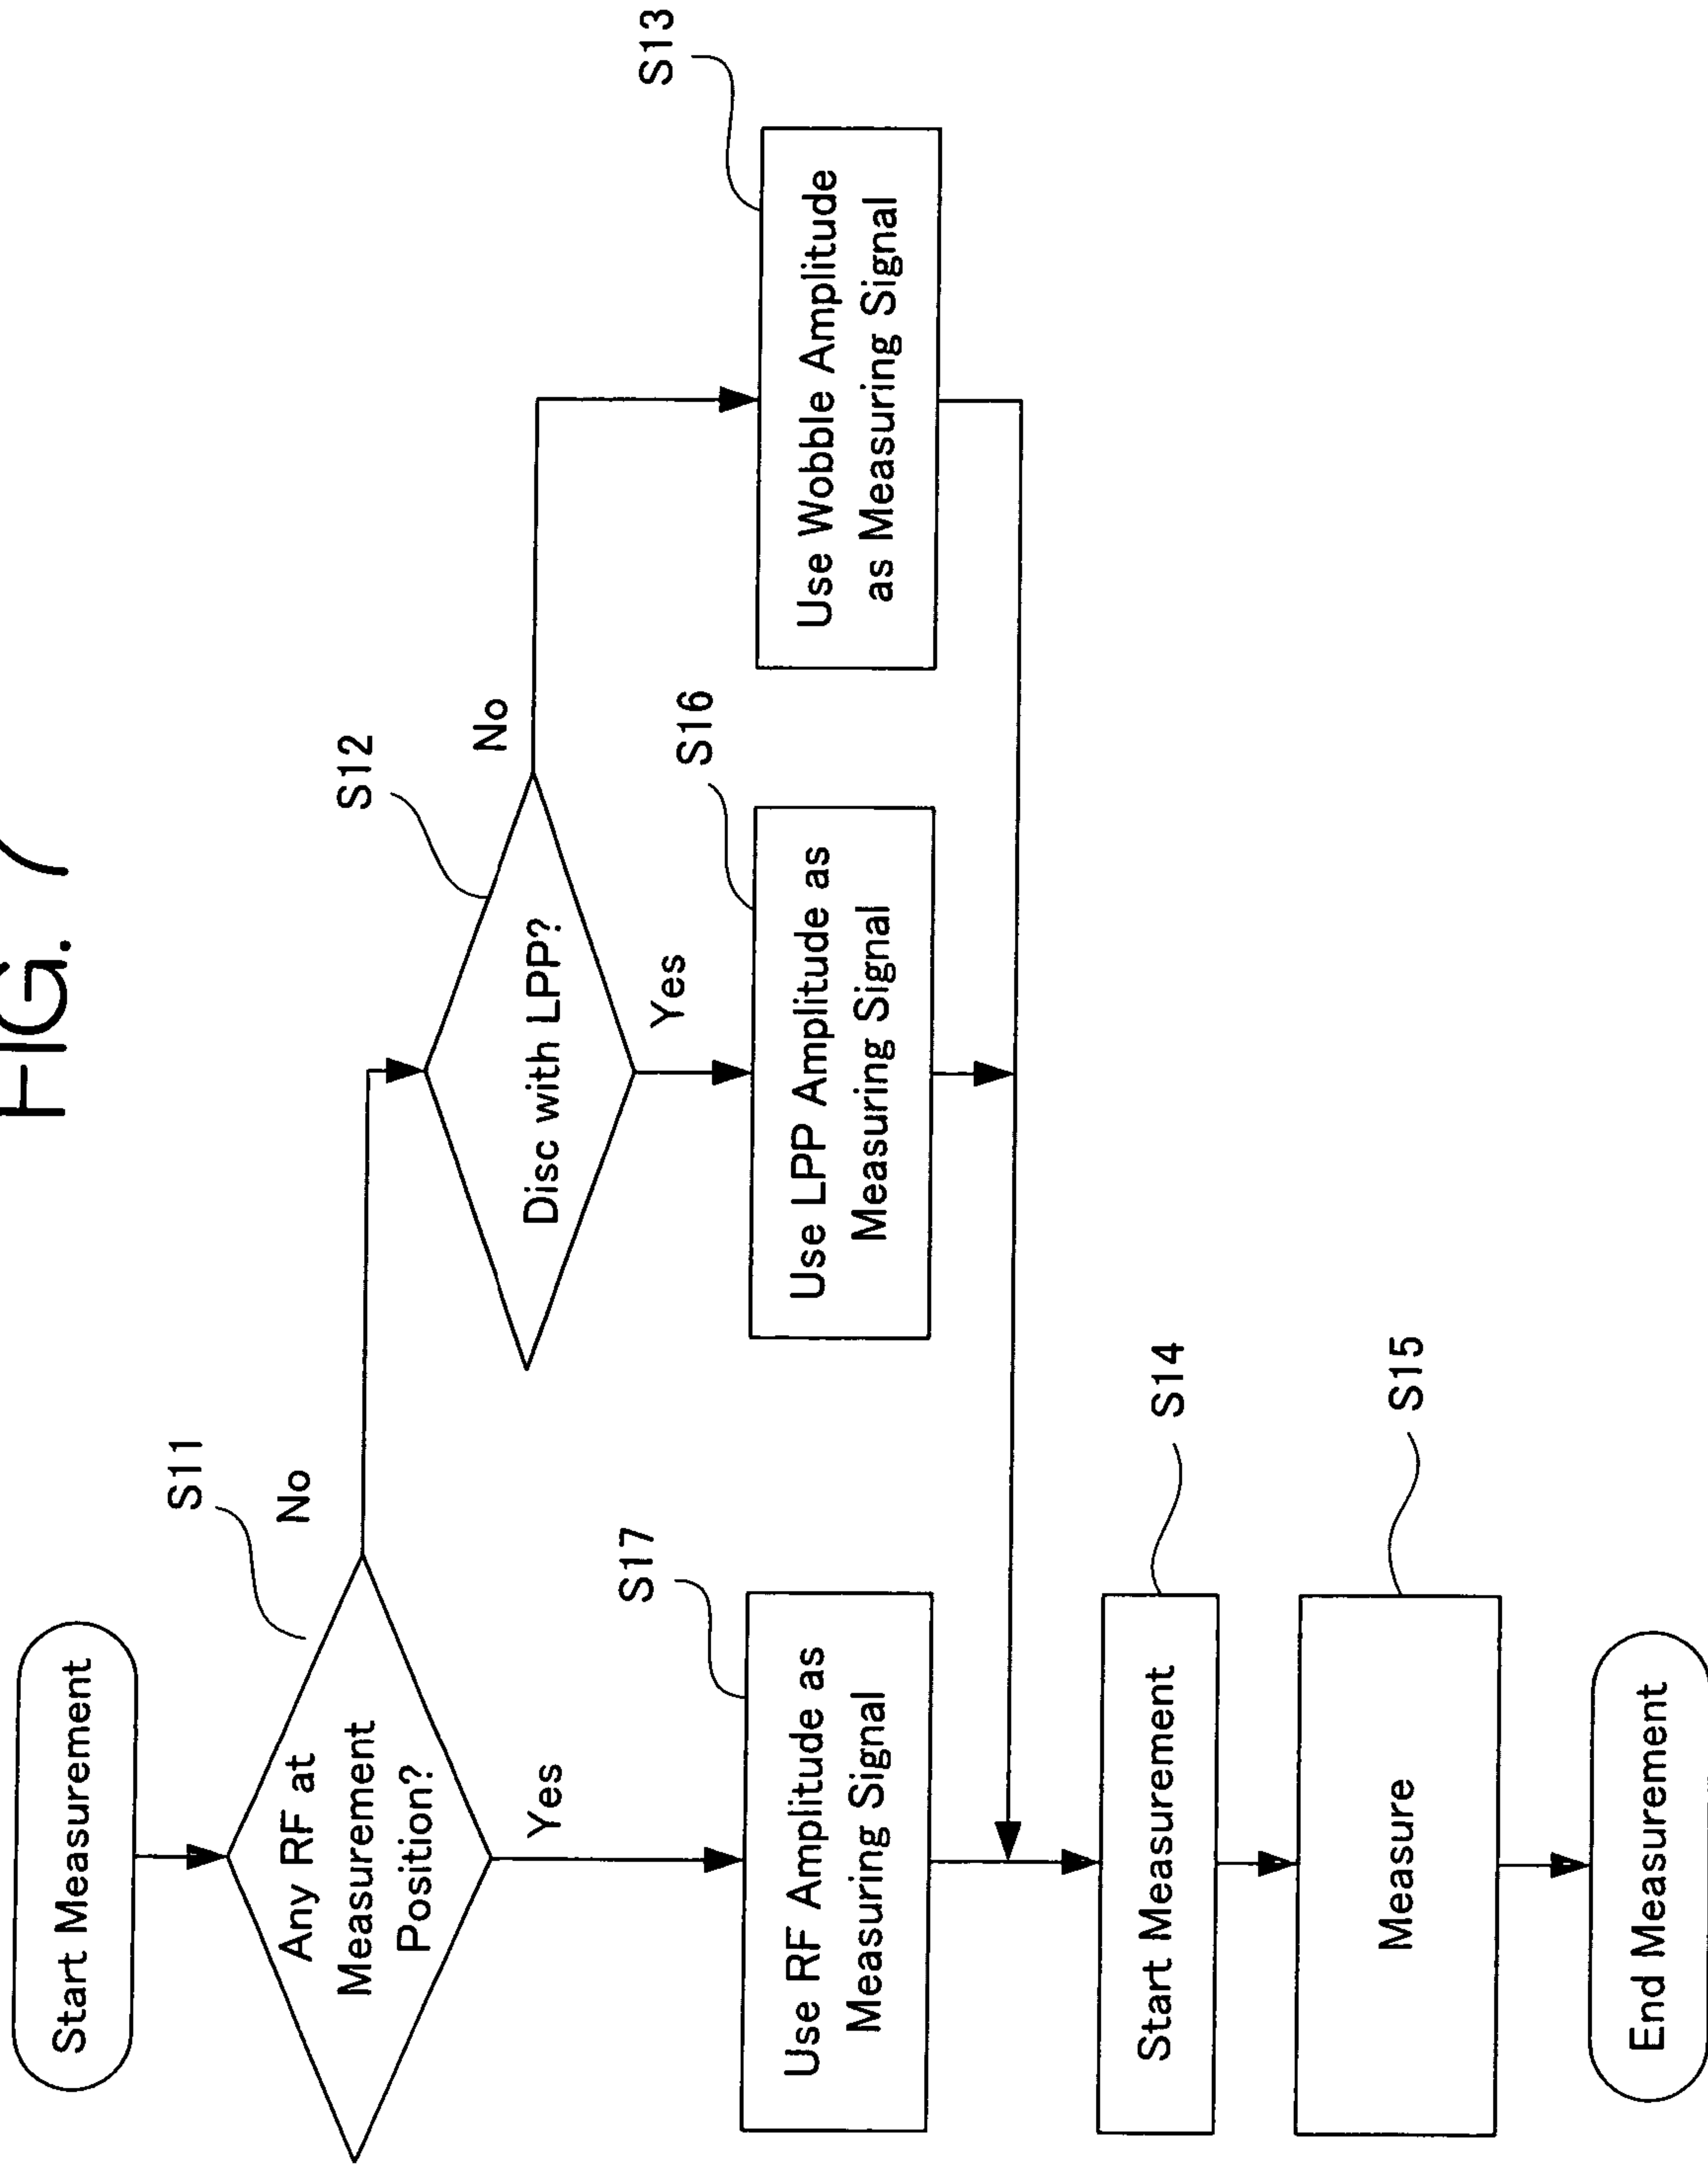 FIG. 7
Start Measurement
S11
Any RF at
Measurement
Position?
No
Yes
S12
Disc with LPP?
No
Yes
S17
Use RF Amplitude as
Measuring Signal
S16
Use LPP Amplitude as
Measuring Signal
S13
Use Wobble Amplitude
as Measuring Signal
S14
Start Measurement
S15
Measure
End Measurement